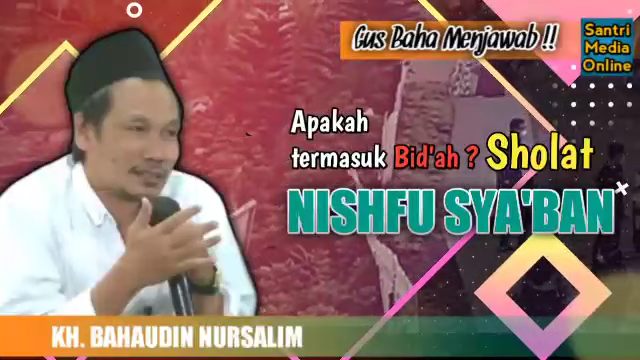 Gus Baha Menjawab !!
Santri
Media
Online
Apakah
termasuk Bid'ah ? Sholat
NISHFU SYA'BAN
KH. BAHAUDIN NURSALIM